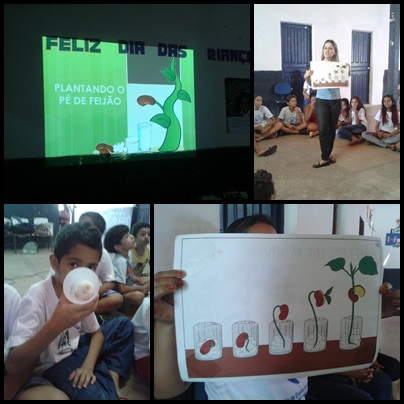 FELIZ DIA DAS RIANÇ
PLANTANDO O
PÉ DE FEIJÃO